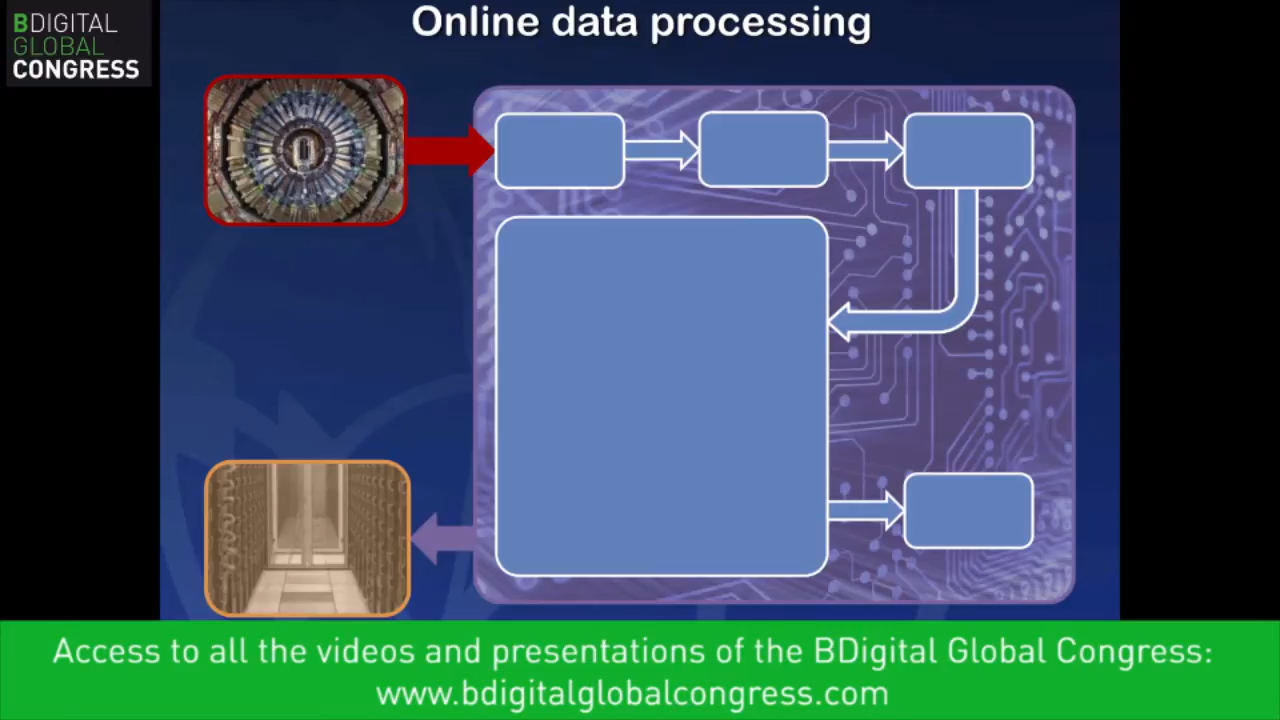 BDIGITAL
GLOBAL
CONGRESS
Online data processing
Access to all the videos and presentations of the BDigital Global Congress:
www.bdigitalglobalcongress.com